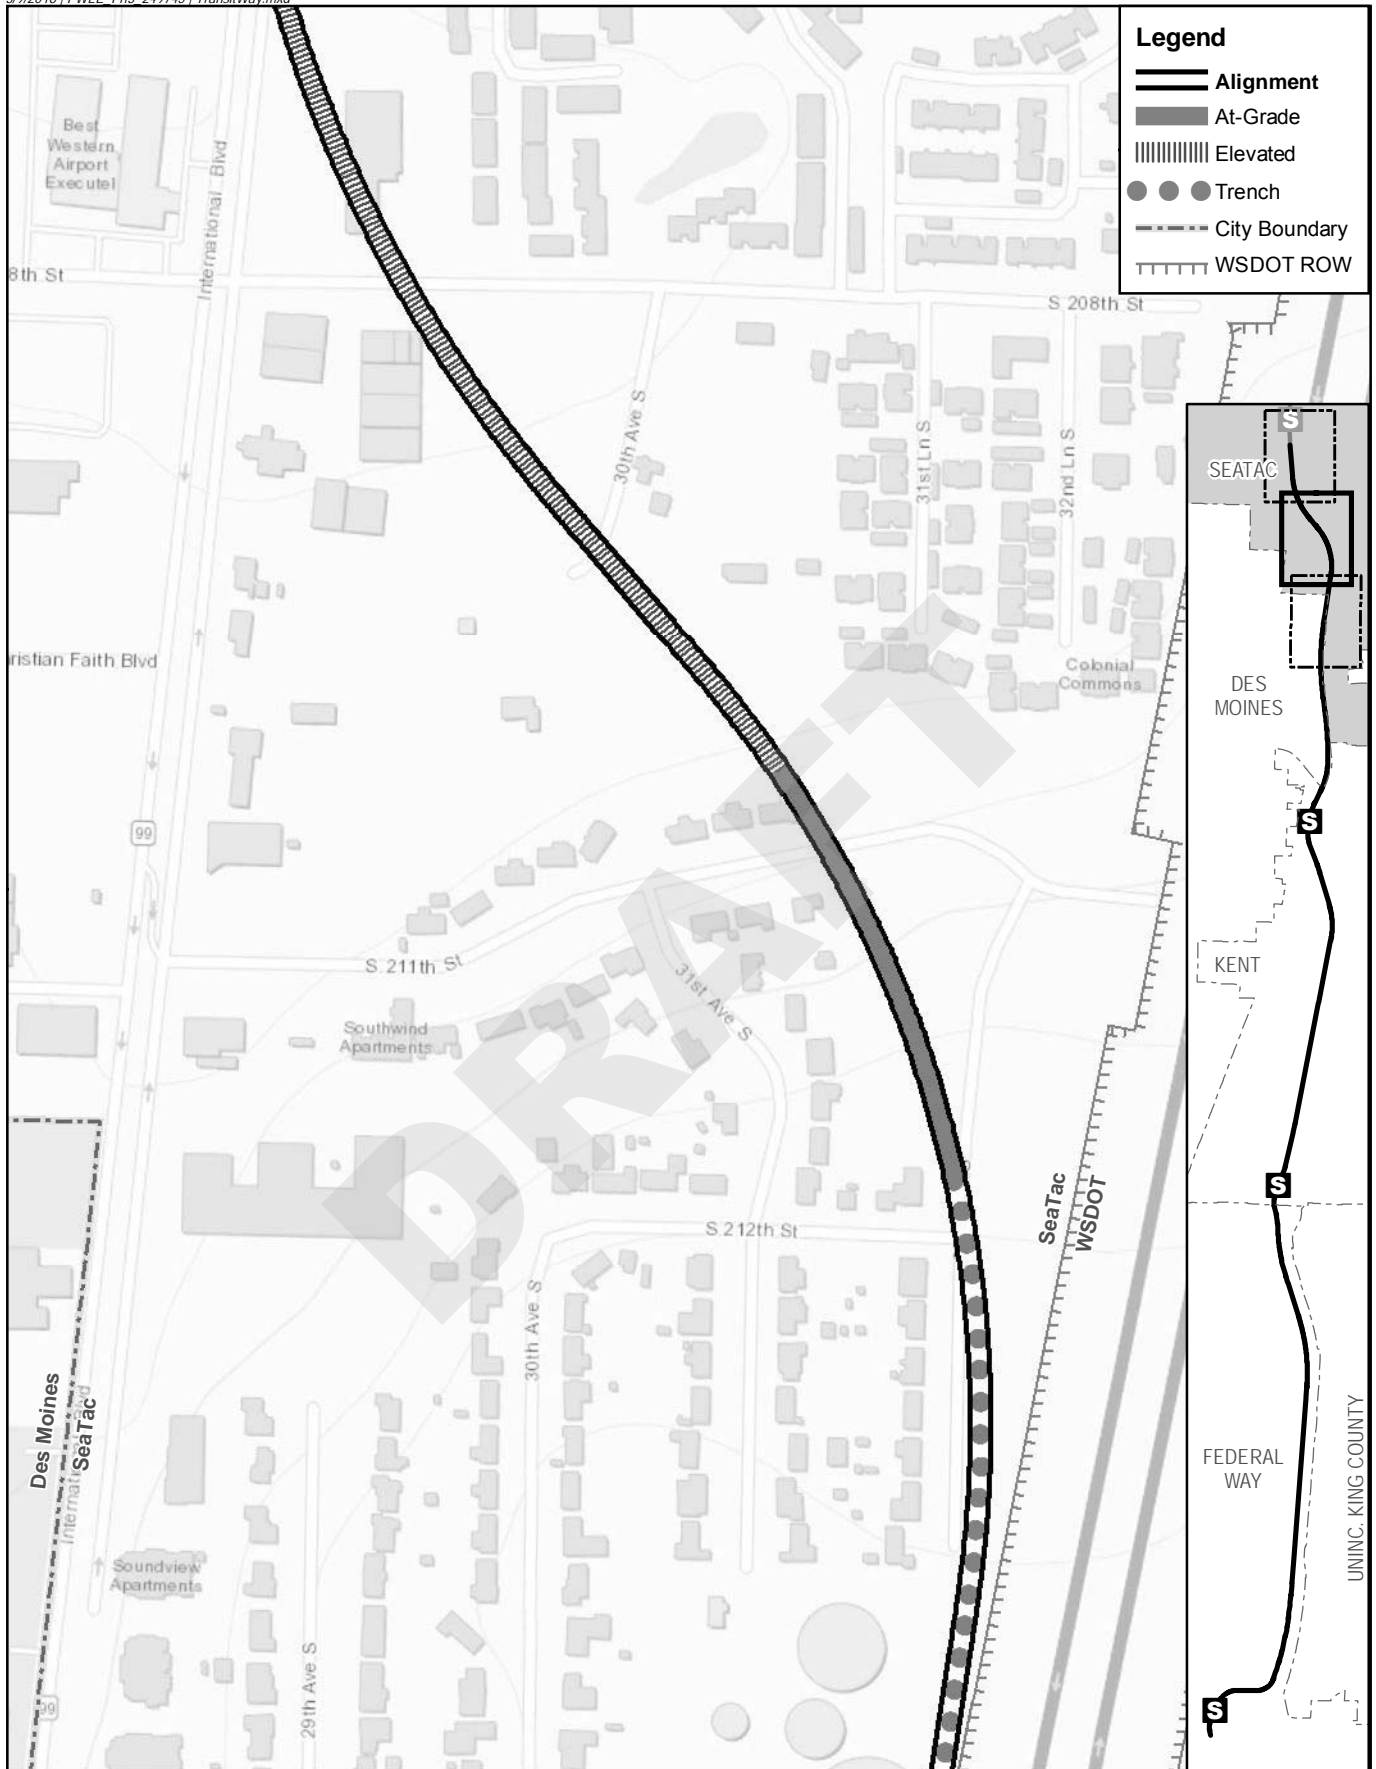 Legend
Alignment
At-Grade
Elevated
Trench
City Boundary
WSDOT ROW
Best
Western
Airport
Executel
International Blvd
8th St
S 208th St
30th Ave S
31st Ln S
32nd Ln S
Colonial
Commons
ristian Faith Blvd
99
S 211th St
31st Ave S
Southwind
Apartments
S 212th St
30th Ave S
SeaTac
WSDOT
Des Moines
SeaTac
International Blvd
Soundview
Apartments
29th Ave S
99
DRAFT
S
SEATAC
DES
MOINES
S
KENT
S
FEDERAL
WAY
UNINC. KING COUNTY
S